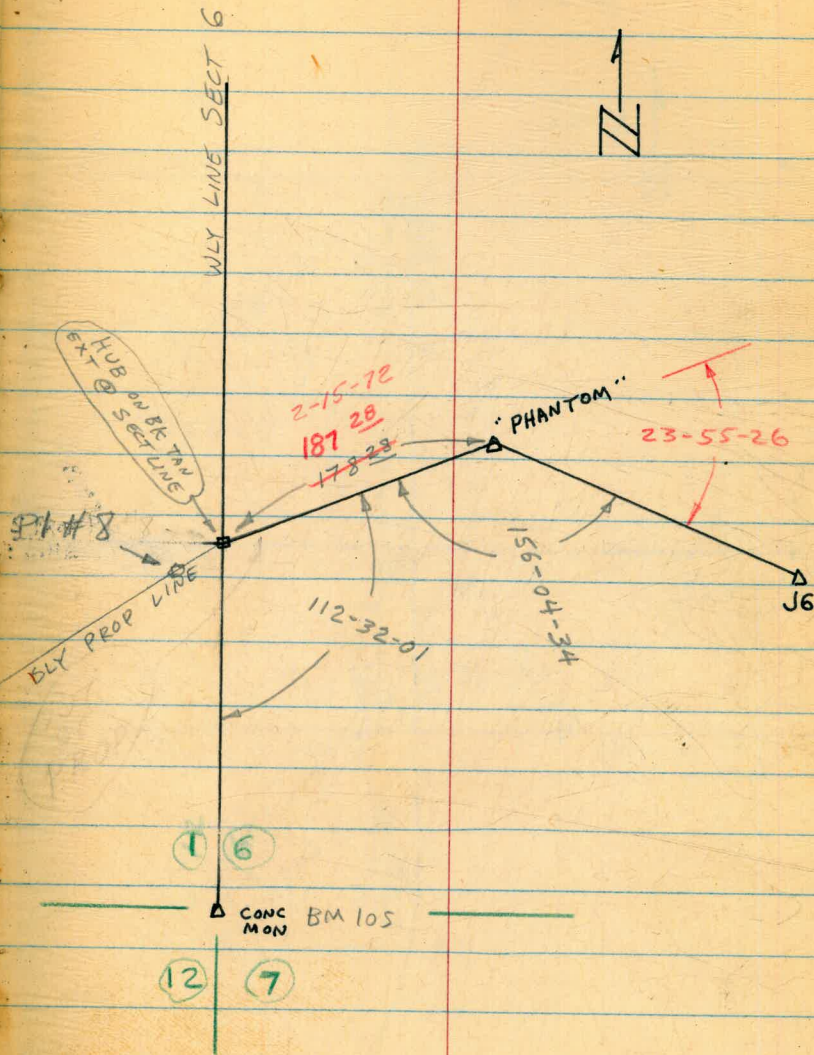 WLY LINE SECT 6
N
HUB ON BK TAN
EXT @ SECT LINE
2-15-72
187 28
178 28
"PHANTOM"
23-55-26
PI #8
156-04-34
J6
112-32-01
SLY PROP LINE
1 6
CONC
MON
BM 105
12 7